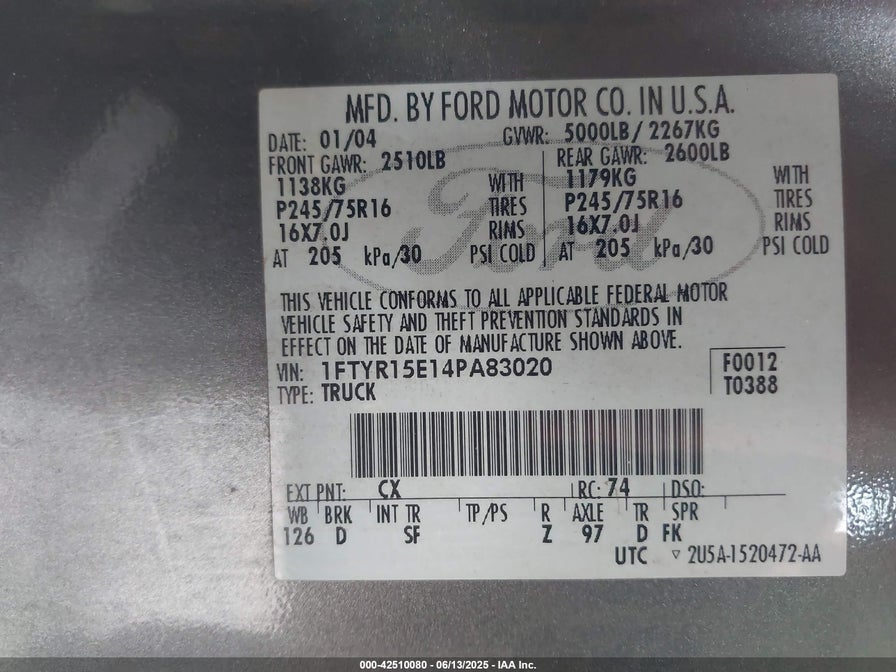 MFD. BY FORD MOTOR CO. IN U.S.A.
DATE: 01/04 GVWR: 5000LB/ 2267KG
FRONT GAWR: 2510LB REAR GAWR: 2600LB
1138KG WITH 1179KG WITH
P245/75R16 TIRES P245/75R16 TIRES
16X7.0J RIMS 16X7.0J RIMS
AT 205 kPa/30 PSI COLD AT 205 kPa/30 PSI COLD
Ford
THIS VEHICLE CONFORMS TO ALL APPLICABLE FEDERAL MOTOR
VEHICLE SAFETY AND THEFT PREVENTION STANDARDS IN
EFFECT ON THE DATE OF MANUFACTURE SHOWN ABOVE.
VIN: 1FTYR15E14PA83020 F0012
TYPE: TRUCK T0388
EXT PNT: CX RC: 74 DSO:
WB BRK INT TR TP/PS R AXLE TR SPR
126 D SF Z 97 D FK
UTC ▽ 2U5A-1520472-AA
000-42510080 - 06/13/2025 - IAA Inc.